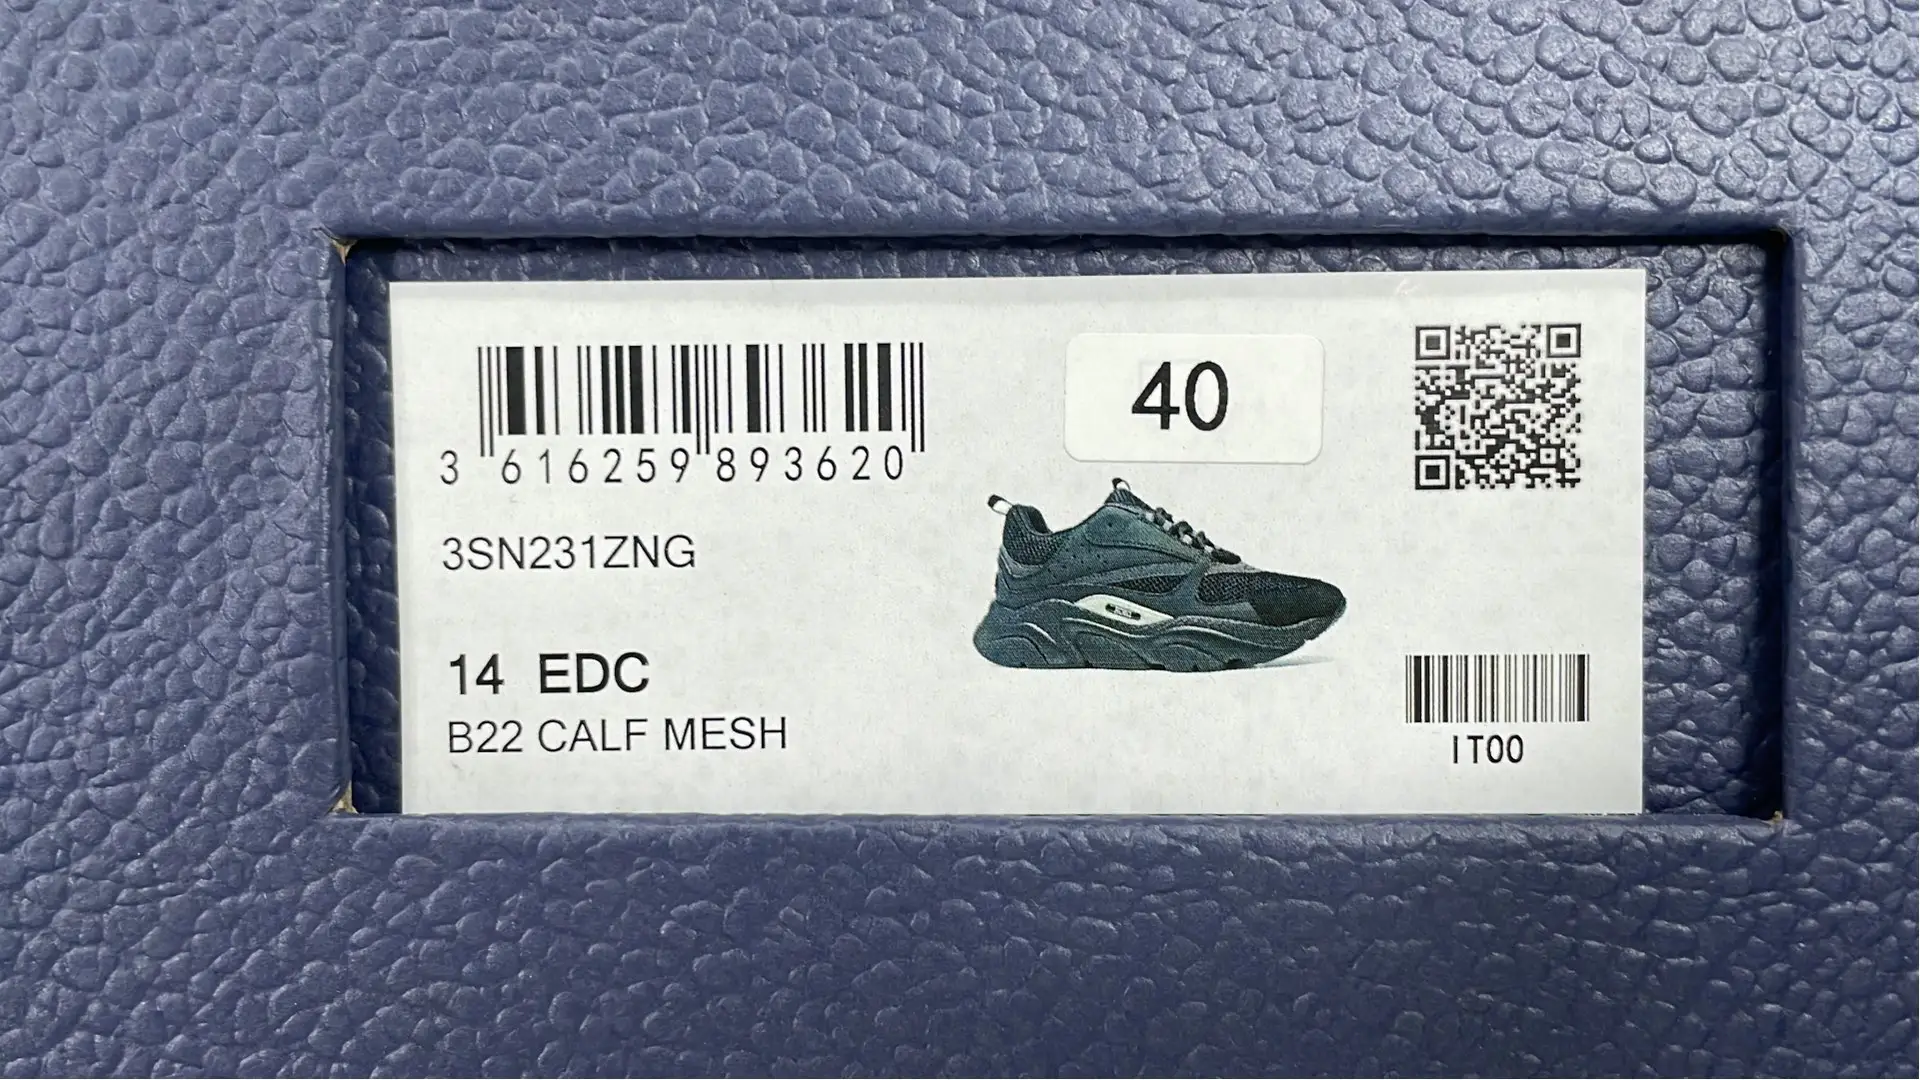 3 616259 893620
40
3SN231ZNG
14 EDC
B22 CALF MESH
IT00